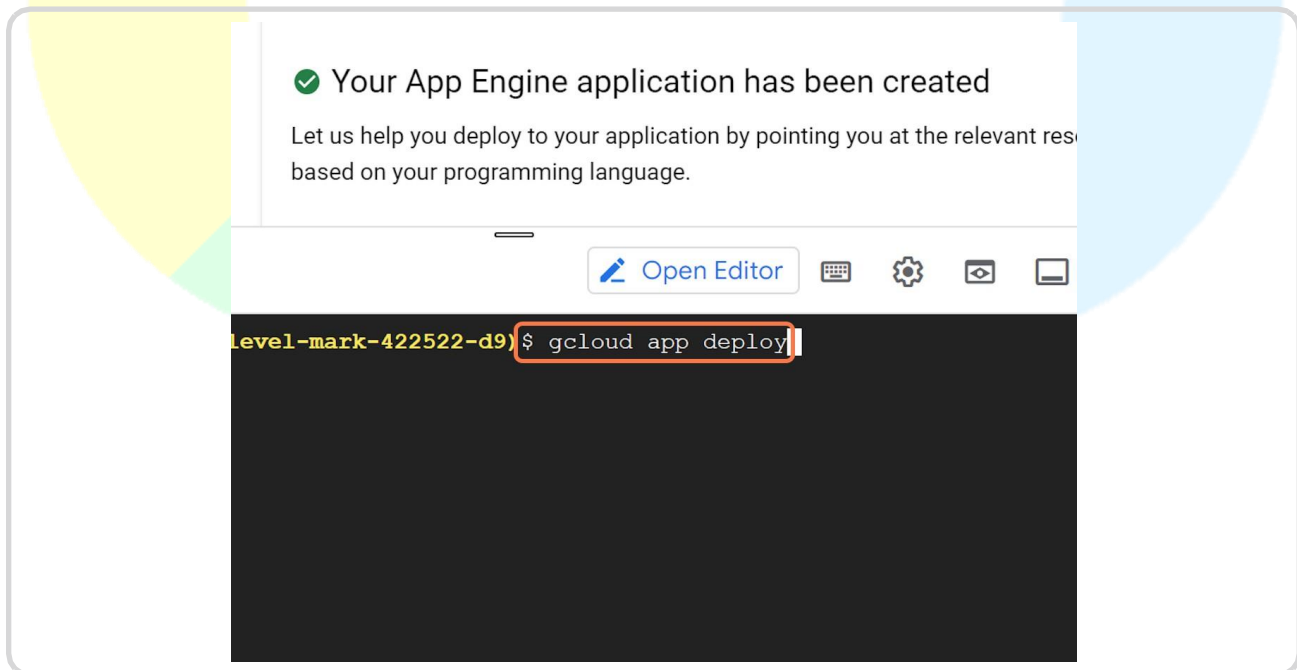 Your App Engine application has been created
Let us help you deploy to your application by pointing you at the relevant
based on your programming language.
Open Editor
level-mark-422522-d9)$ gcloud app deploy